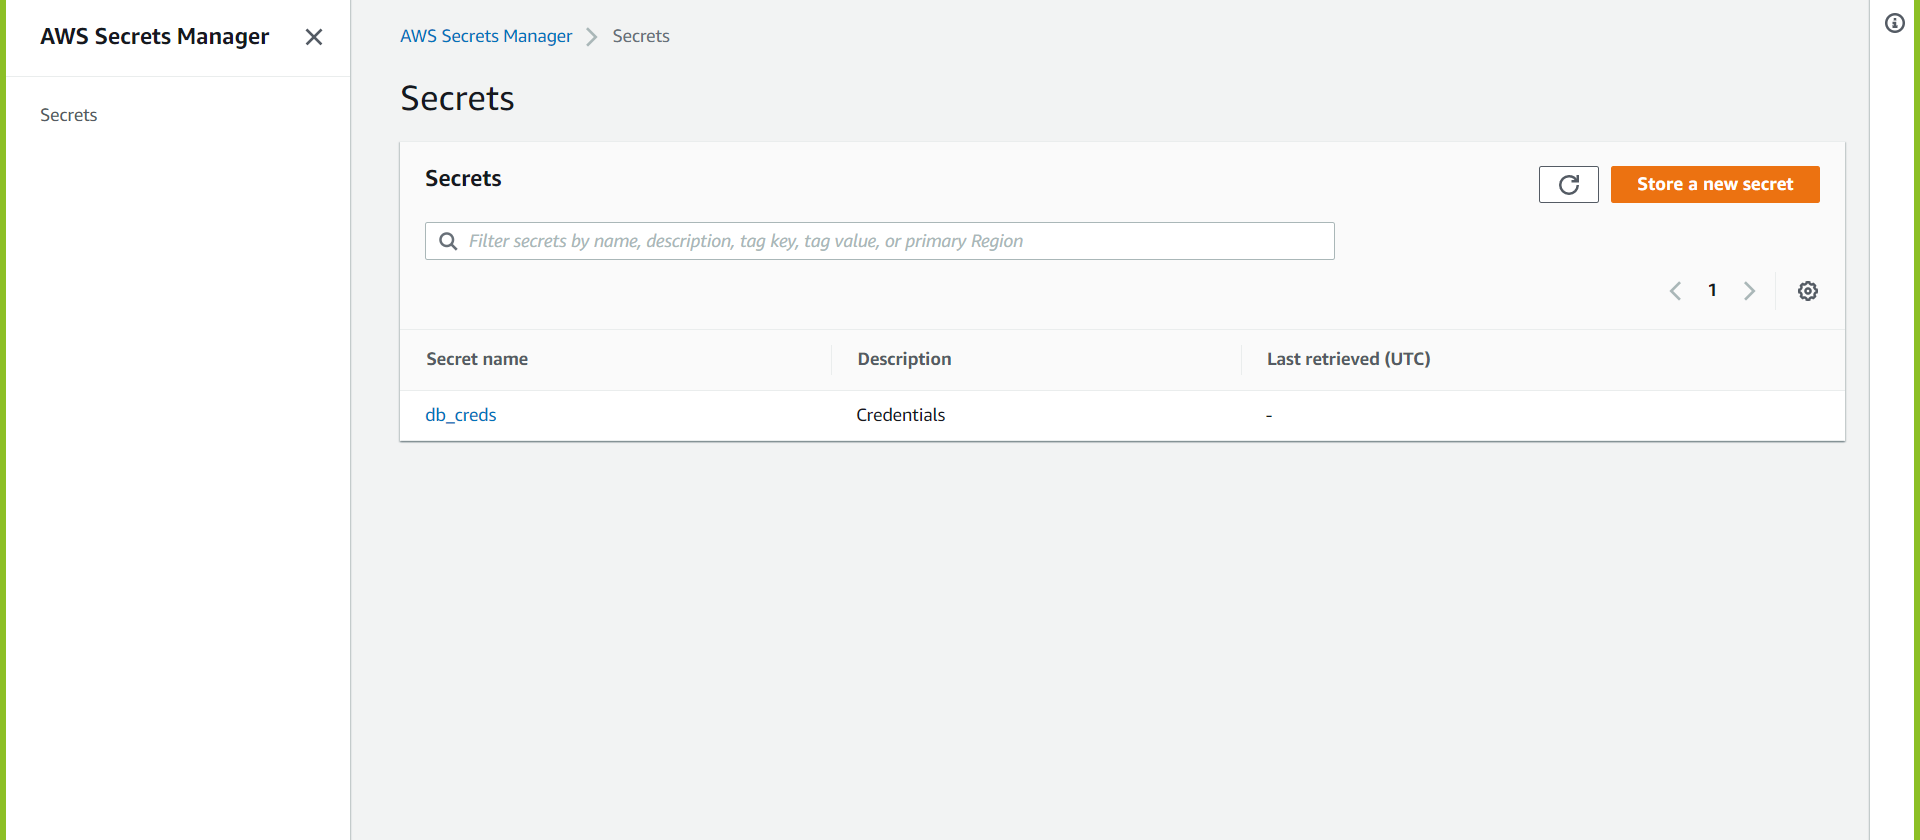 AWS Secrets Manager
Secrets
AWS Secrets Manager Secrets
Secrets
Secrets
Store a new secret
Filter secrets by name, description, tag key, tag value, or primary Region
1
Secret name Description Last retrieved (UTC)
db_creds Credentials -